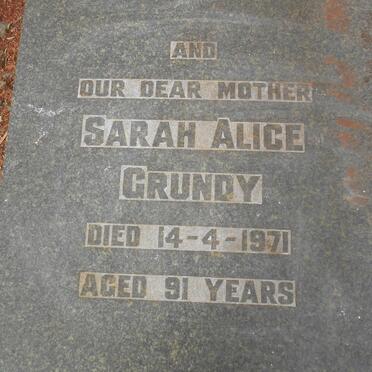 AND
OUR DEAR MOTHER
SARAH ALICE
GRUNDY
DIED 14-4-1971
AGED 91 YEARS